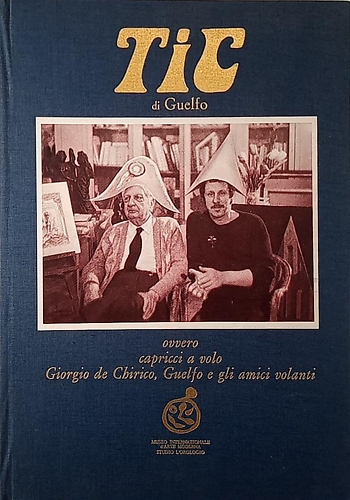 TiC
di Guelfo
ovvero
capricci a volo
Giorgio de Chirico, Guelfo e gli amici volanti
MUSEO INTERNAZIONALE
D'ARTE MODERNA
STUDIO L'OROLOGIO